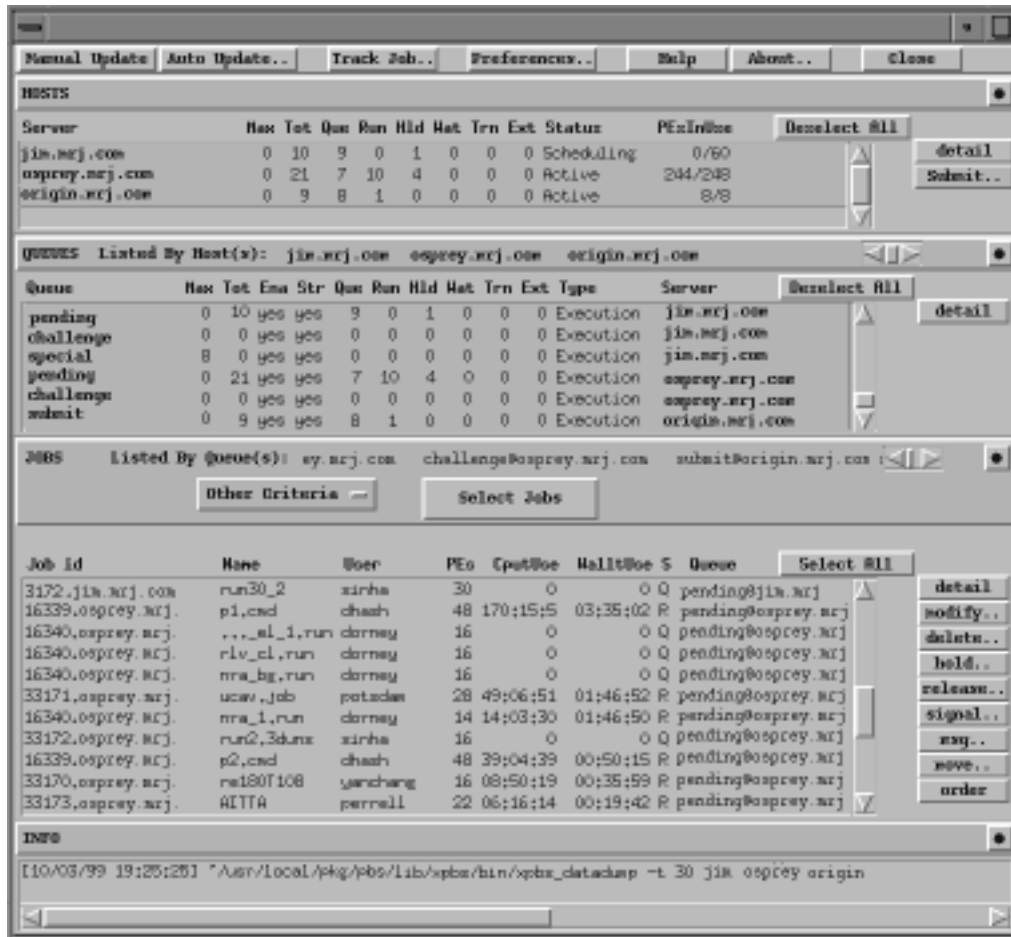 Manual Update Auto Update.. Track Job.. Preferences.. Help About.. Close
HOSTS
Server Max Tot Que Run Hld Wat Trn Ext Status PEsInUse Deselect All
jim.mrj.com 0 10 9 0 1 0 0 0 Scheduling 0/60 detail
osprey.mrj.com 0 21 7 10 4 0 0 0 Active 244/248 Submit..
origin.mrj.com 0 9 8 1 0 0 0 0 Active 8/8
QUEUES Listed By Host(s): jim.mrj.com osprey.mrj.com origin.mrj.com
Queue Max Tot Ena Str Que Run Hld Wat Trn Ext Type Server Deselect All
pending 0 10 yes yes 9 0 1 0 0 0 Execution jim.mrj.com detail
challenge 0 0 yes yes 0 0 0 0 0 0 Execution jim.mrj.com
special 8 0 yes yes 0 0 0 0 0 0 Execution jim.mrj.com
pending 0 21 yes yes 7 10 4 0 0 0 Execution osprey.mrj.com
challenge 0 0 yes yes 0 0 0 0 0 0 Execution osprey.mrj.com
submit 0 9 yes yes 8 1 0 0 0 0 Execution origin.mrj.com
JOBS Listed By Queue(s): ey.mrj.com challenge@osprey.mrj.com submit@origin.mrj.com
Other Criteria Select Jobs
Job id Name User PEs CputUse WalltUse S Queue Select All
3172.jim.mrj.com run30_2 sinha 30 0 0 Q pending@jim.mrj detail
16339.osprey.mrj. p1.cmd dhash 48 170:15:5 03:35:02 R pending@osprey.mrj modify..
16340.osprey.mrj. ..._el_1.run dorney 16 0 0 Q pending@osprey.mrj delete..
16340.osprey.mrj. rlv_cl.run dorney 16 0 0 Q pending@osprey.mrj hold..
16340.osprey.mrj. nra_bg.run dorney 16 0 0 Q pending@osprey.mrj release..
33171.osprey.mrj. ucav.job potsdam 28 49:06:51 01:46:52 R pending@osprey.mrj signal..
16340.osprey.mrj. nra_1.run dorney 14 14:03:30 01:46:50 R pending@osprey.mrj msg..
33172.osprey.mrj. run2.3duns sinha 16 0 0 Q pending@osprey.mrj move..
16339.osprey.mrj. p2.cmd dhash 48 39:04:39 00:50:15 R pending@osprey.mrj order
33170.osprey.mrj. re180T108 yanchang 16 08:50:19 00:35:59 R pending@osprey.mrj
33173.osprey.mrj. AITTA perrell 22 06:16:14 00:19:42 R pending@osprey.mrj
INFO
[10/03/99 19:25:25] "/usr/local/pkg/pbs/lib/xpbs/bin/xpbs_datadump -t 30 jim osprey origin